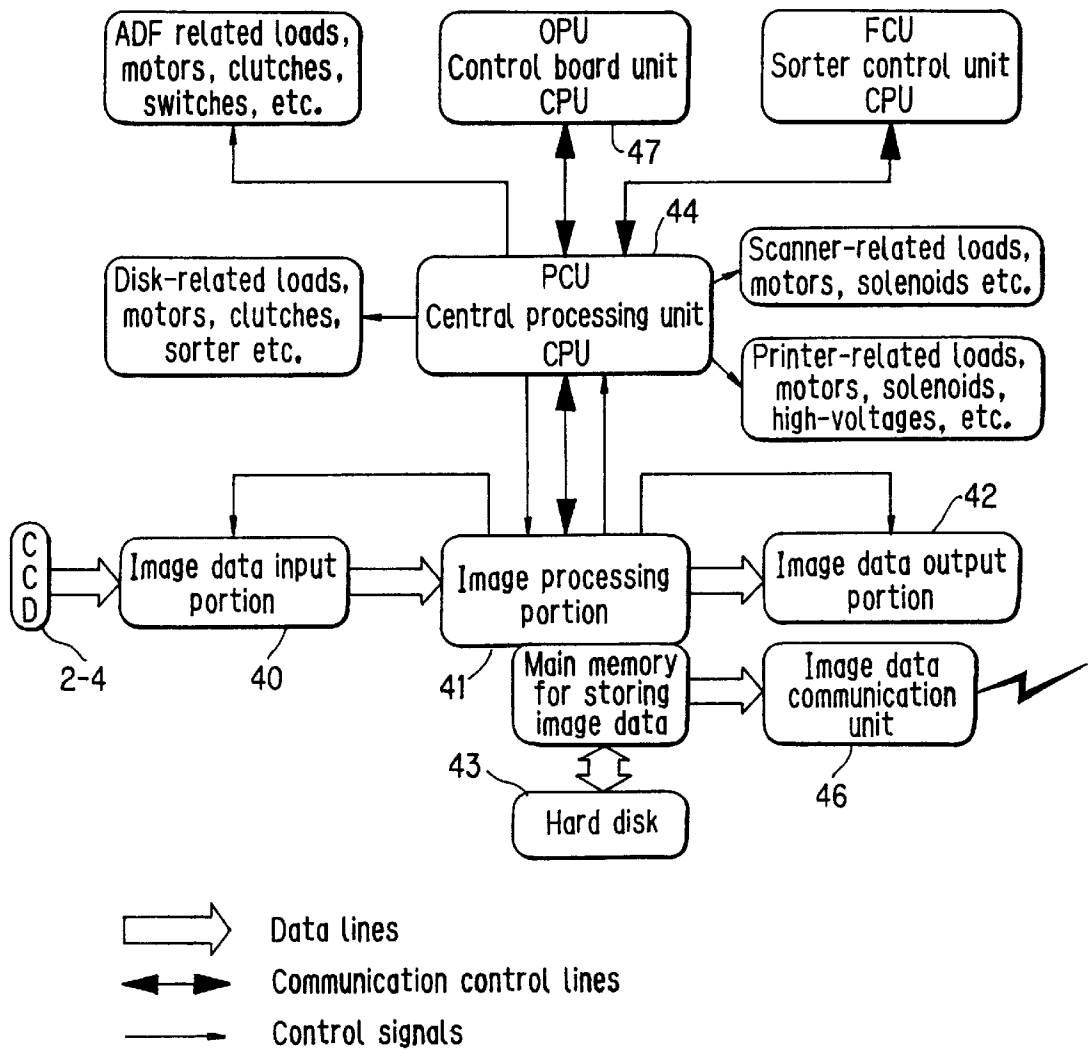 ADF related loads,
motors, clutches,
switches, etc.
OPU
Control board unit
CPU
FCU
Sorter control unit
CPU
47
44
Disk-related loads,
motors, clutches,
sorter etc.
PCU
Central processing unit
CPU
Scanner-related loads,
motors, solenoids etc.
Printer-related loads,
motors, solenoids,
high-voltages, etc.
42
CCD
Image data input
portion
Image processing
portion
Image data output
portion
2-4
40
41
Main memory
for storing
image data
Image data
communication
unit
43
46
Hard disk
Data lines
Communication control lines
Control signals